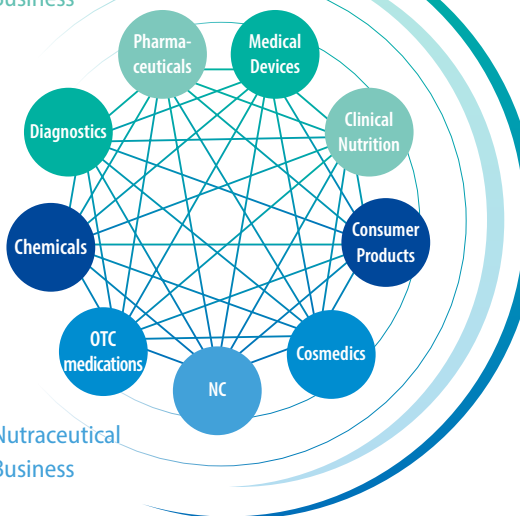 Business
Pharma-
ceuticals
Medical
Devices
Diagnostics
Clinical
Nutrition
Chemicals
Consumer
Products
OTC
medications
NC
Cosmedics
Nutraceutical
Business